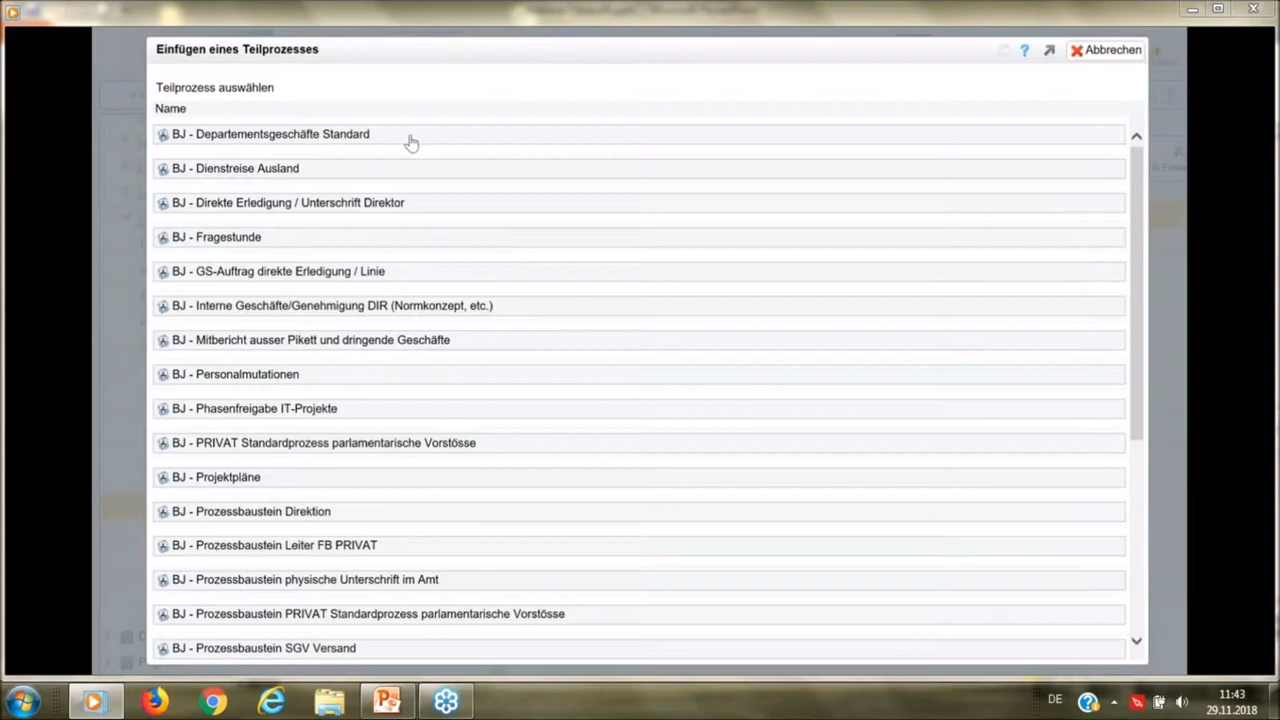 Einfügen eines Teilprozesses
? Abbrechen
Teilprozess auswählen
Name
BJ - Departementsgeschäfte Standard
BJ - Dienstreise Ausland
BJ - Direkte Erledigung / Unterschrift Direktor
BJ - Fragestunde
BJ - GS-Auftrag direkte Erledigung / Linie
BJ - Interne Geschäfte/Genehmigung DIR (Normkonzept, etc.)
BJ - Mitbericht ausser Pikett und dringende Geschäfte
BJ - Personalmutationen
BJ - Phasenfreigabe IT-Projekte
BJ - PRIVAT Standardprozess parlamentarische Vorstösse
BJ - Projektpläne
BJ - Prozessbaustein Direktion
BJ - Prozessbaustein Leiter FB PRIVAT
BJ - Prozessbaustein physische Unterschrift im Amt
BJ - Prozessbaustein PRIVAT Standardprozess parlamentarische Vorstösse
BJ - Prozessbaustein SGV Versand
DE
11:43
29.11.2018